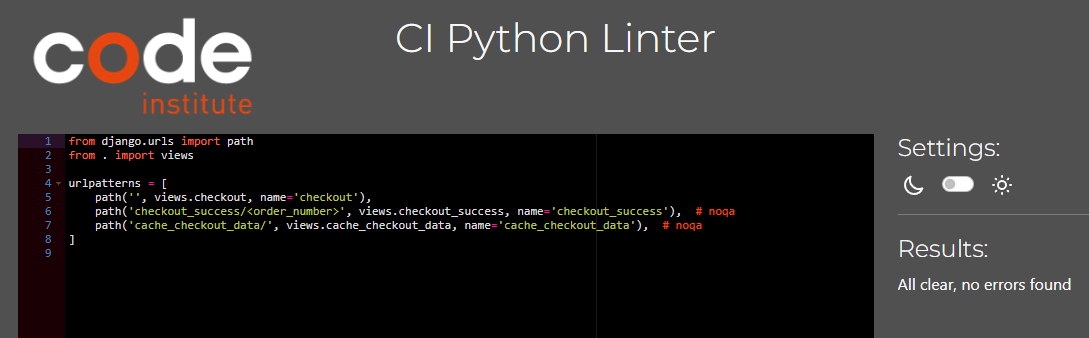 code
institute
CI Python Linter
1 from django.urls import path
2 from . import views
3
4 urlpatterns = [
5     path('', views.checkout, name='checkout'),
6     path('checkout_success/<order_number>', views.checkout_success, name='checkout_success'),  # noqa
7     path('cache_checkout_data/', views.cache_checkout_data, name='cache_checkout_data'),  # noqa
8 ]
9
Settings:
Results:
All clear, no errors found